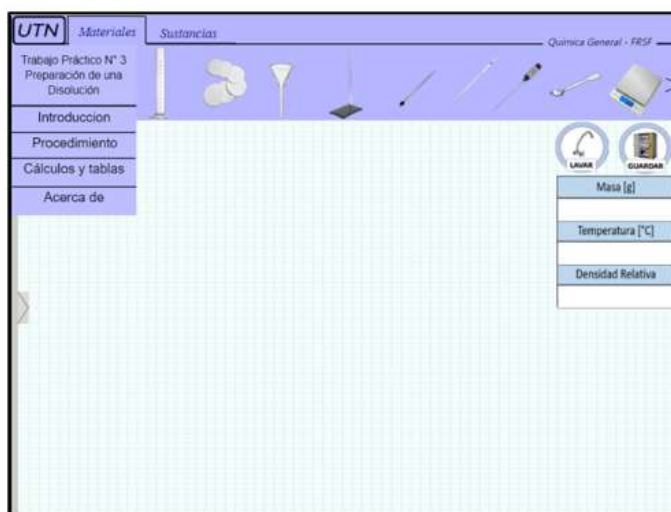 UTN
Materiales
Sustancias
Química General - FRSF
Trabajo Práctico N° 3
Preparación de una
Disolución
Introduccion
Procedimiento
Cálculos y tablas
Acerca de
LAVAR
GUARDAR
Masa [g]
Temperatura [°C]
Densidad Relativa